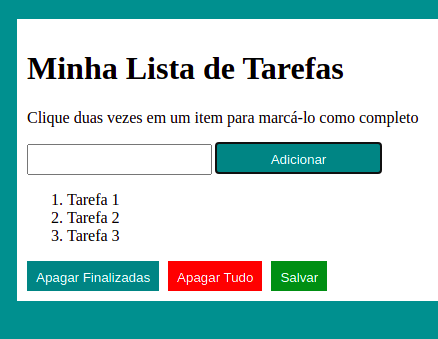 Minha Lista de Tarefas
Clique duas vezes em um item para marcá-lo como completo
Adicionar
1. Tarefa 1
2. Tarefa 2
3. Tarefa 3
Apagar Finalizadas Apagar Tudo Salvar